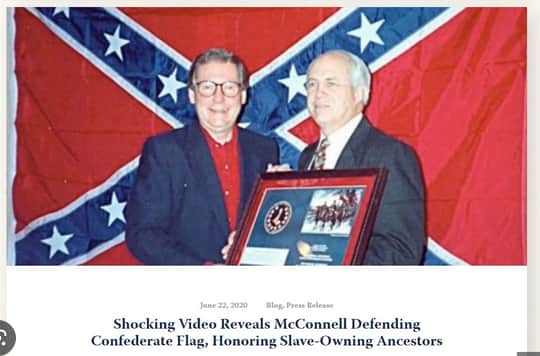 June 22, 2020 Blog, Press Release
Shocking Video Reveals McConnell Defending
Confederate Flag, Honoring Slave-Owning Ancestors